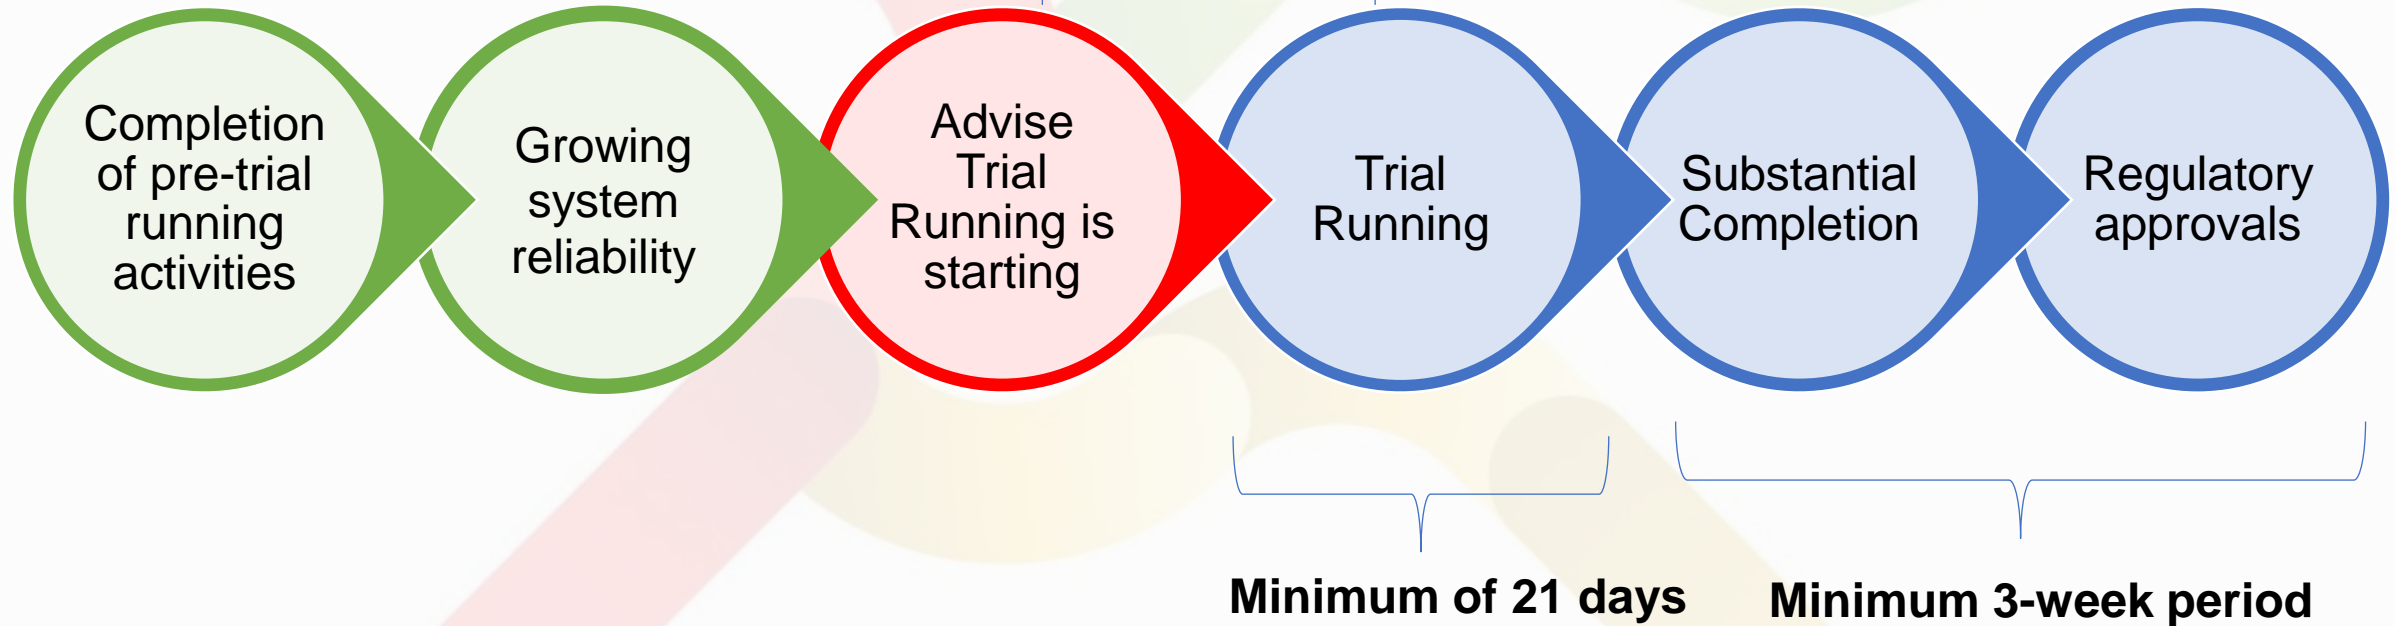 Completion
of pre-trial
running
activities
Growing
system
reliability
Advise
Trial
Running is
starting
Trial
Running
Substantial
Completion
Regulatory
approvals
Minimum of 21 days
Minimum 3-week period